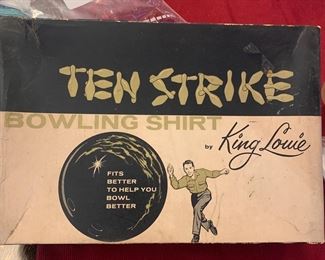 TEN STRIKE
BOWLING SHIRT
by King Louie
FITS
BETTER
TO HELP YOU
BOWL
BETTER